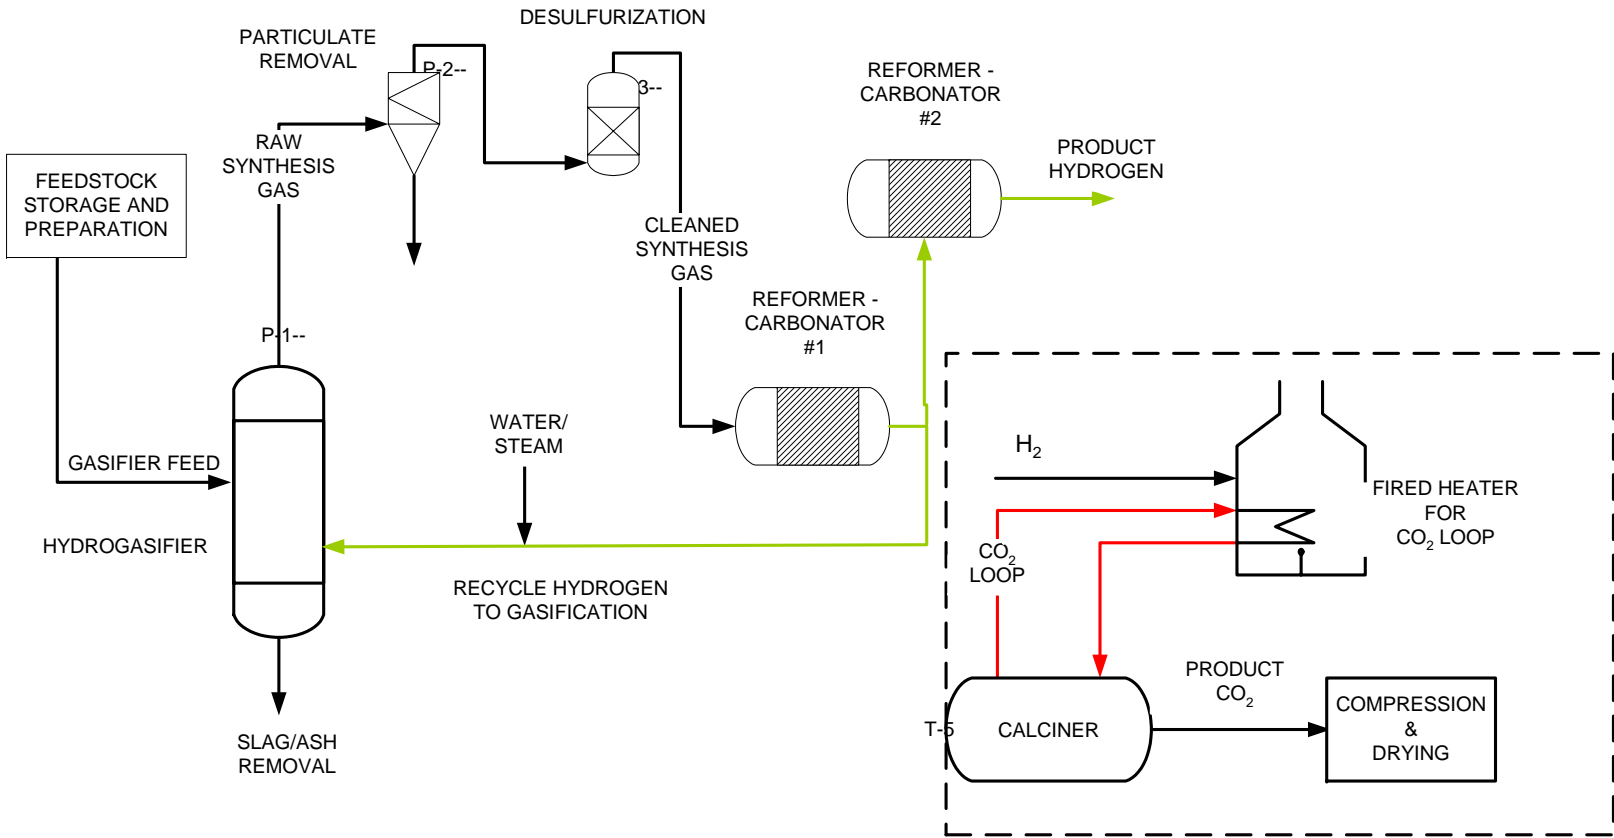 DESULFURIZATION
PARTICULATE
REMOVAL
P-2--
3--
REFORMER -
CARBONATOR
#2
RAW
SYNTHESIS
GAS
PRODUCT
HYDROGEN
FEEDSTOCK
STORAGE AND
PREPARATION
CLEANED
SYNTHESIS
GAS
REFORMER -
CARBONATOR
#1
P-1--
WATER/
STEAM
H2
GASIFIER FEED
FIRED HEATER
FOR
CO2 LOOP
HYDROGASIFIER
CO2
LOOP
RECYCLE HYDROGEN
TO GASIFICATION
PRODUCT
CO2
T-5
CALCINER
COMPRESSION
&
DRYING
SLAG/ASH
REMOVAL